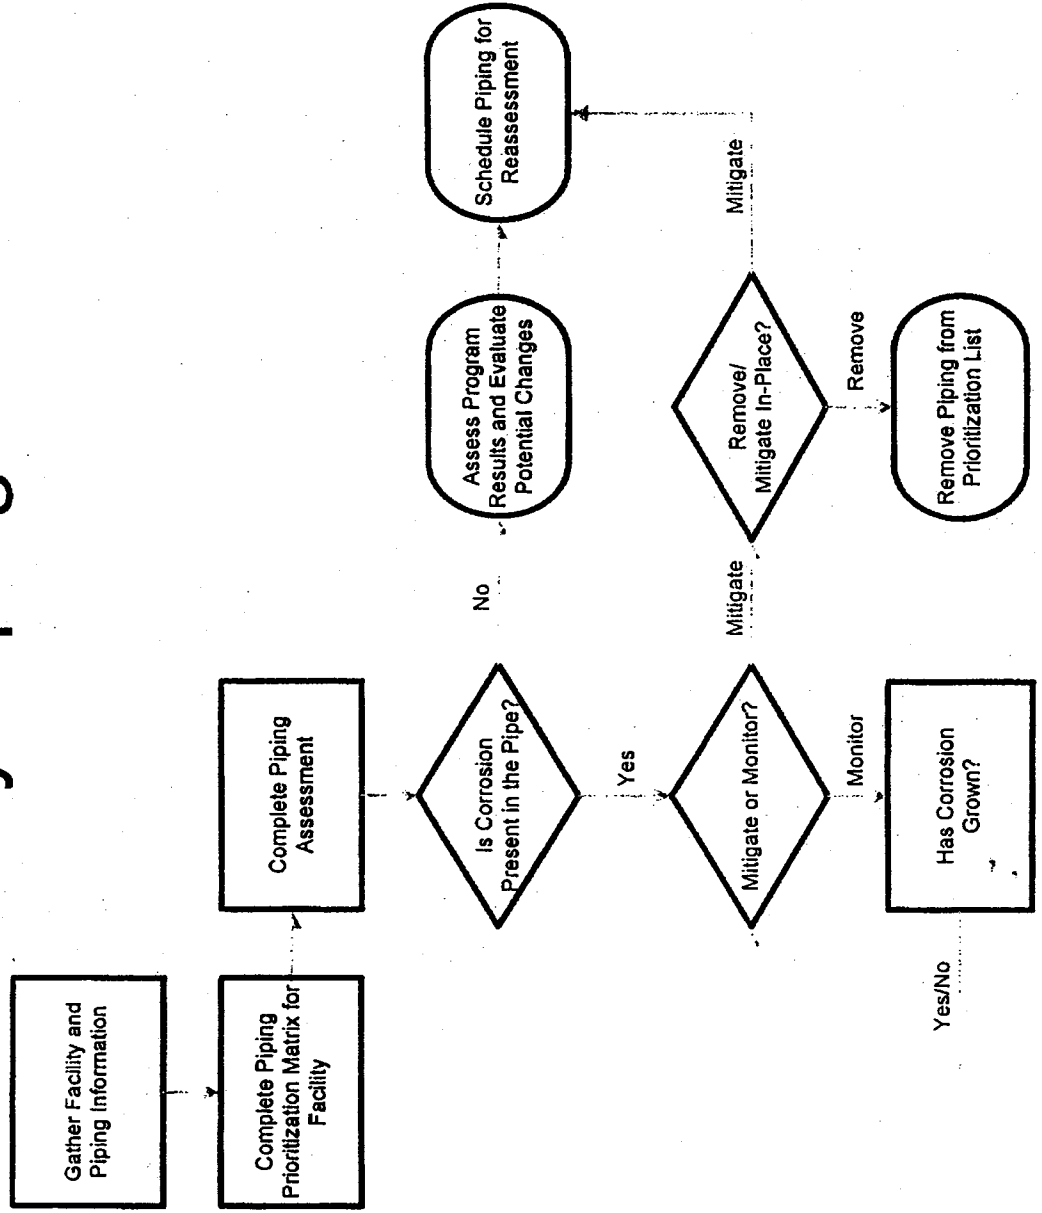 Gather Facility and
Piping Information
Complete Piping
Prioritization Matrix for
Facility
Complete Piping
Assessment
Is Corrosion
Present in the Pipe?
No
Assess Program
Results and Evaluate
Potential Changes
Schedule Piping for
Reassessment
Yes
Mitigate or Monitor?
Mitigate
Remove/
Mitigate In-Place?
Mitigate
Monitor
Remove
Has Corrosion
Grown?
Yes/No
Remove Piping from
Prioritization List